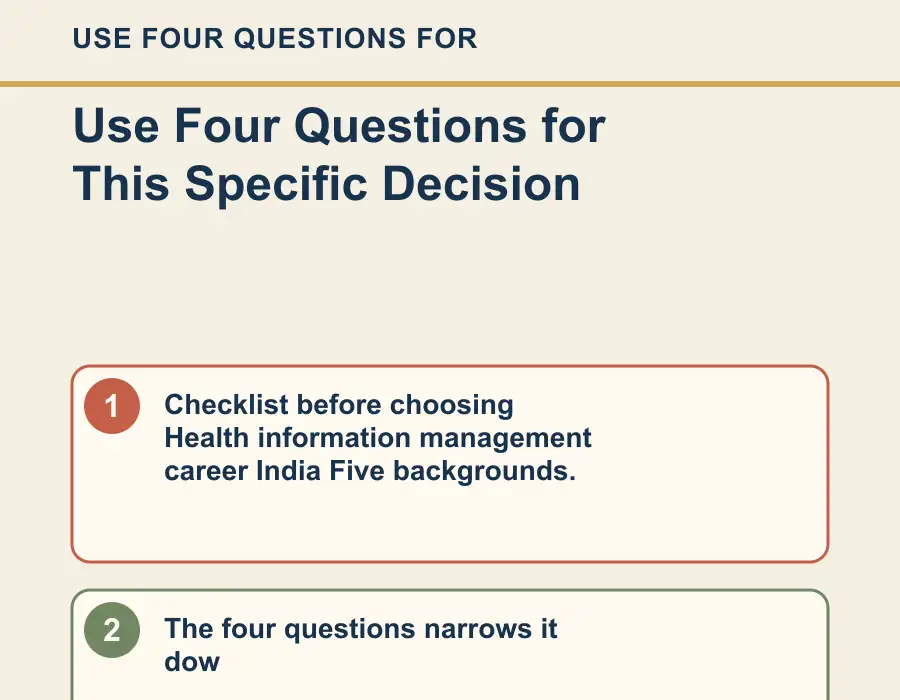 USE FOUR QUESTIONS FOR
Use Four Questions for
This Specific Decision
1
Checklist before choosing
Health information management
career India Five backgrounds.
2
The four questions narrows it
dow